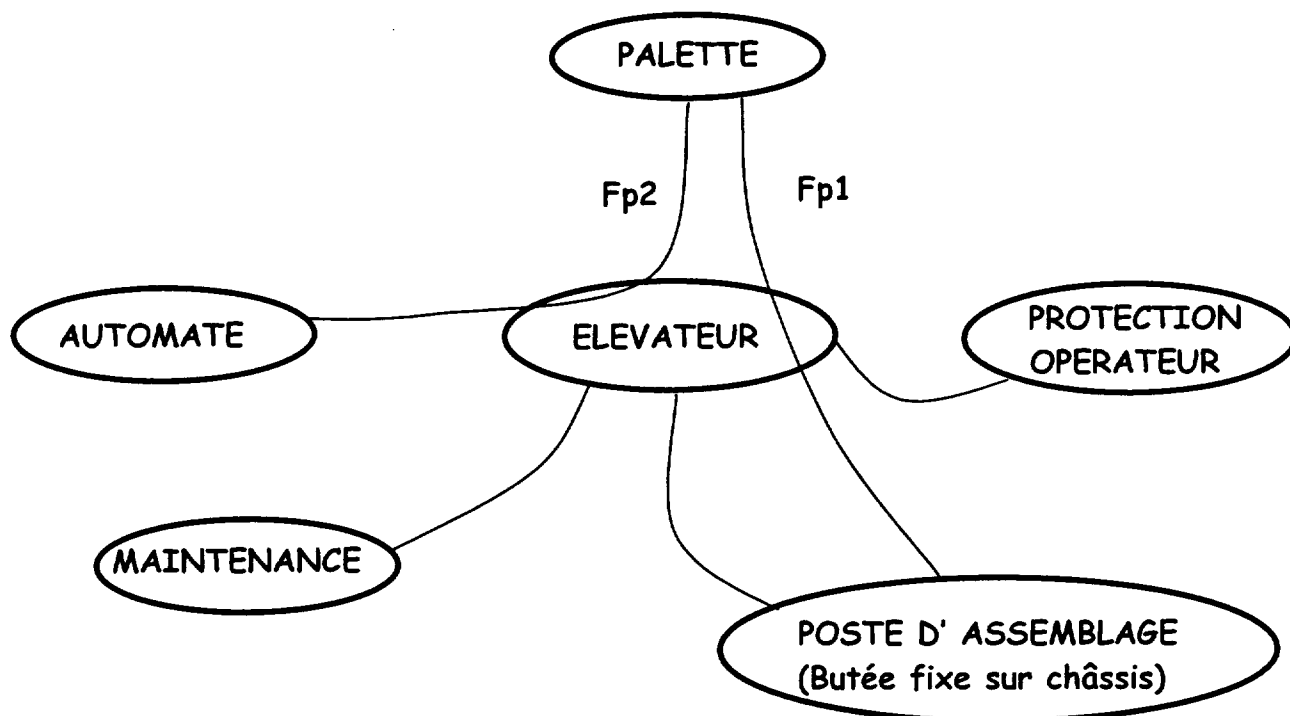 PALETTE
Fp2
Fp1
AUTOMATE
ELEVATEUR
PROTECTION
OPERATEUR
MAINTENANCE
POSTE D' ASSEMBLAGE
(Butée fixe sur châssis)